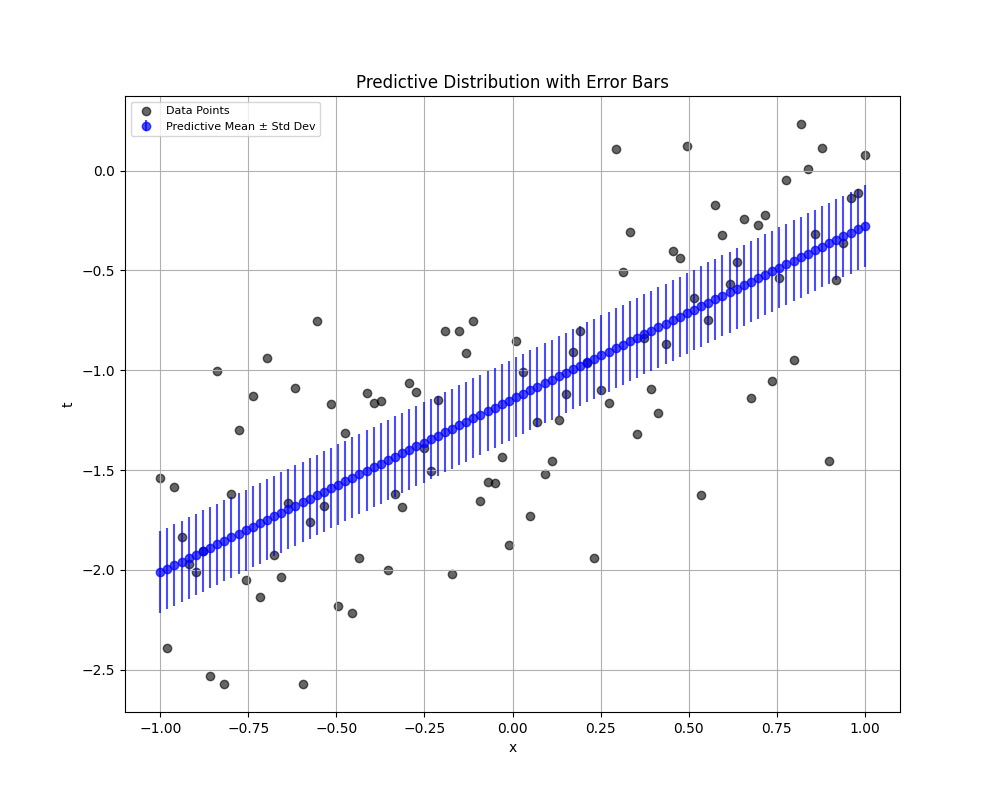 Predictive Distribution with Error Bars
Data Points
Predictive Mean ± Std Dev
0.0
−0.5
−1.0
−1.5
−2.0
−2.5
t
−1.00 −0.75 −0.50 −0.25 0.00 0.25 0.50 0.75 1.00
x